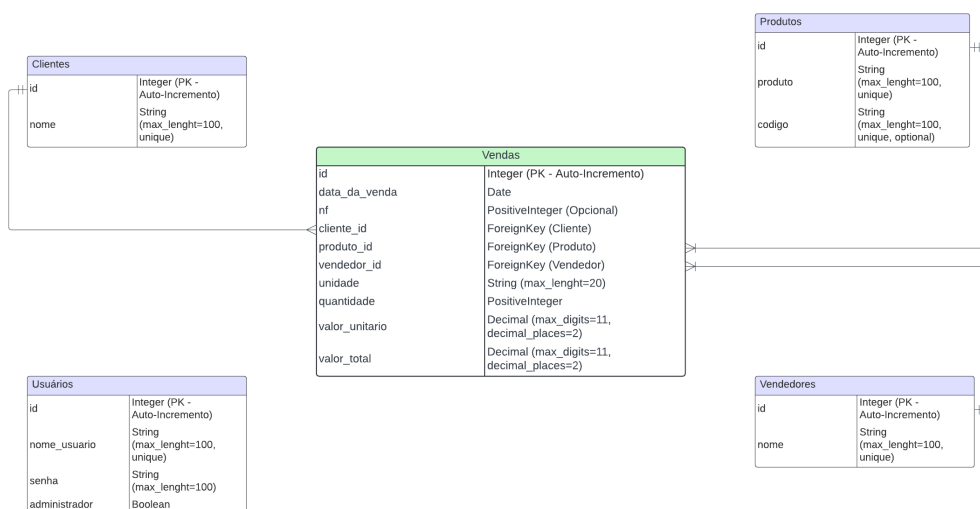 Produtos
id
Integer (PK -
Auto-Incremento)
produto
String
(max_lenght=100,
unique)
codigo
String
(max_lenght=100,
unique, optional)
Clientes
id
Integer (PK -
Auto-Incremento)
nome
String
(max_lenght=100,
unique)
Vendas
id
Integer (PK - Auto-Incremento)
data_da_venda
Date
nf
PositiveInteger (Opcional)
cliente_id
ForeignKey (Cliente)
produto_id
ForeignKey (Produto)
vendedor_id
ForeignKey (Vendedor)
unidade
String (max_lenght=20)
quantidade
PositiveInteger
valor_unitario
Decimal (max_digits=11,
decimal_places=2)
valor_total
Decimal (max_digits=11,
decimal_places=2)
Usuários
id
Integer (PK -
Auto-Incremento)
nome_usuario
String
(max_lenght=100,
unique)
senha
String
(max_lenght=100)
administrador
Boolean
Vendedores
id
Integer (PK -
Auto-Incremento)
nome
String
(max_lenght=100,
unique)